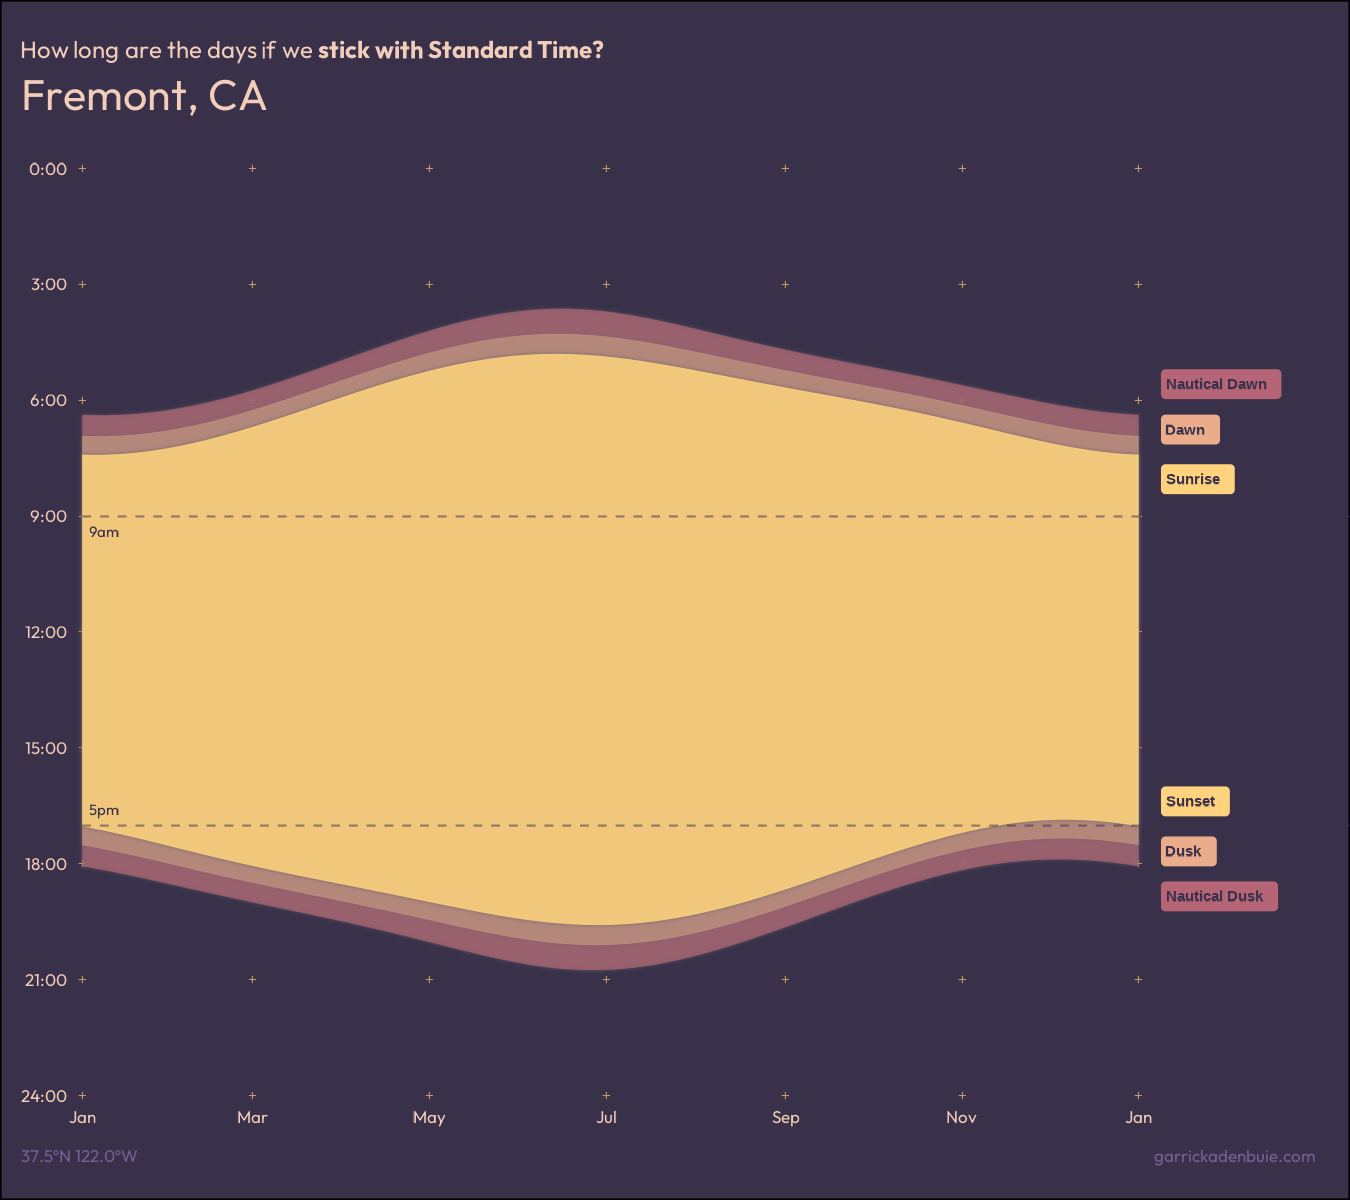 How long are the days if we stick with Standard Time?
Fremont, CA
0:00
3:00
6:00
9:00
12:00
15:00
18:00
21:00
24:00
9am
5pm
Nautical Dawn
Dawn
Sunrise
Sunset
Dusk
Nautical Dusk
Jan Mar May Jul Sep Nov Jan
37.5°N 122.0°W
garrickadenbuie.com